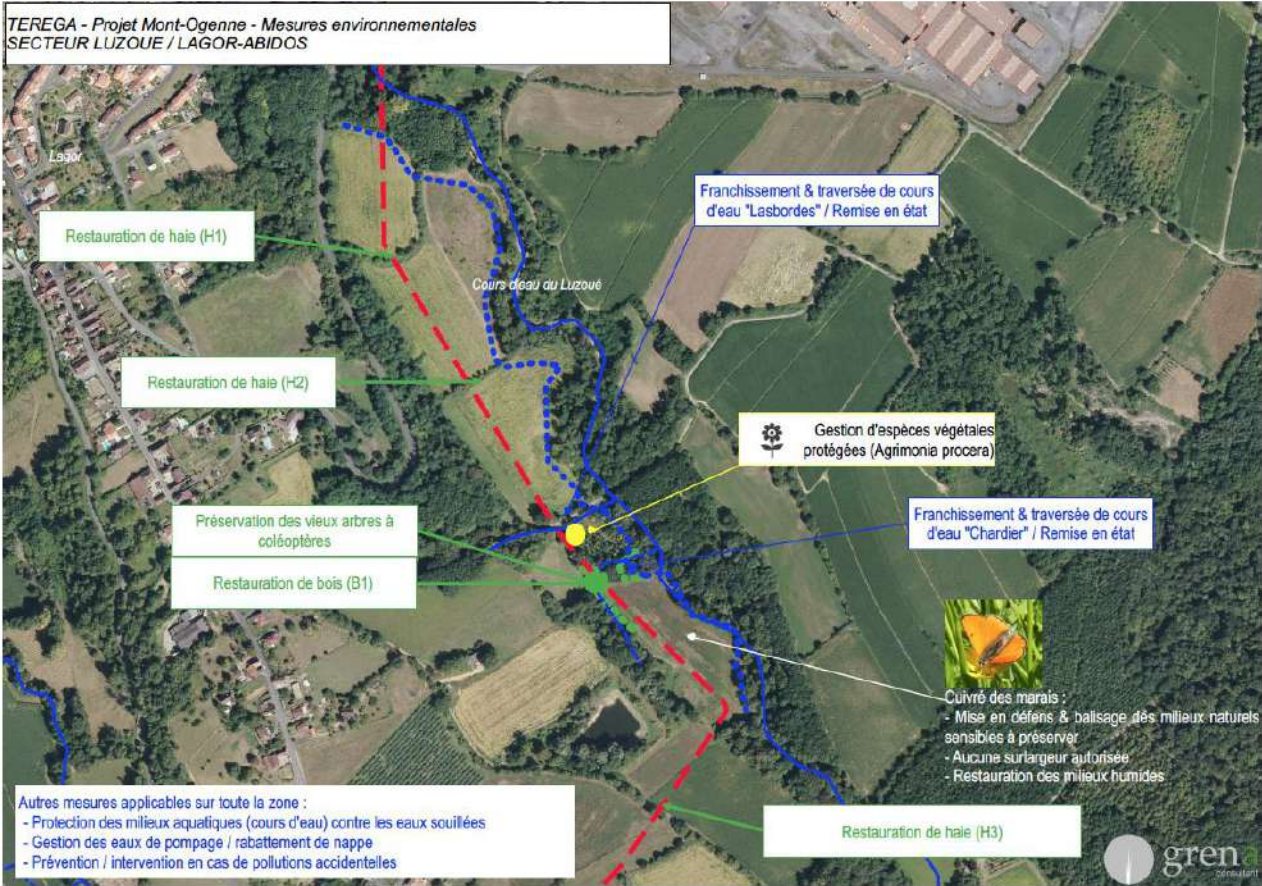 TEREGA - Projet Mont-Ogenne - Mesures environnementales
SECTEUR LUZOUE / LAGOR-ABIDOS
Lagor
Franchissement & traversée de cours
d'eau "Lasbordes" / Remise en état
Restauration de haie (H1)
Cours d'eau du Luzoué
Restauration de haie (H2)
Gestion d'espèces végétales
protégées (Agrimonia procera)
Préservation des vieux arbres à
coléoptères
Franchissement & traversée de cours
d'eau "Chardier" / Remise en état
Restauration de bois (B1)
Cuivré des marais :
- Mise en défens & balisage des milieux naturels
sensibles à préserver
- Aucune surlargeur autorisée
- Restauration des milieux humides
Autres mesures applicables sur toute la zone :
- Protection des milieux aquatiques (cours d'eau) contre les eaux souillées
- Gestion des eaux de pompage / rabattement de nappe
- Prévention / intervention en cas de pollutions accidentelles
Restauration de haie (H3)
grena
consultant